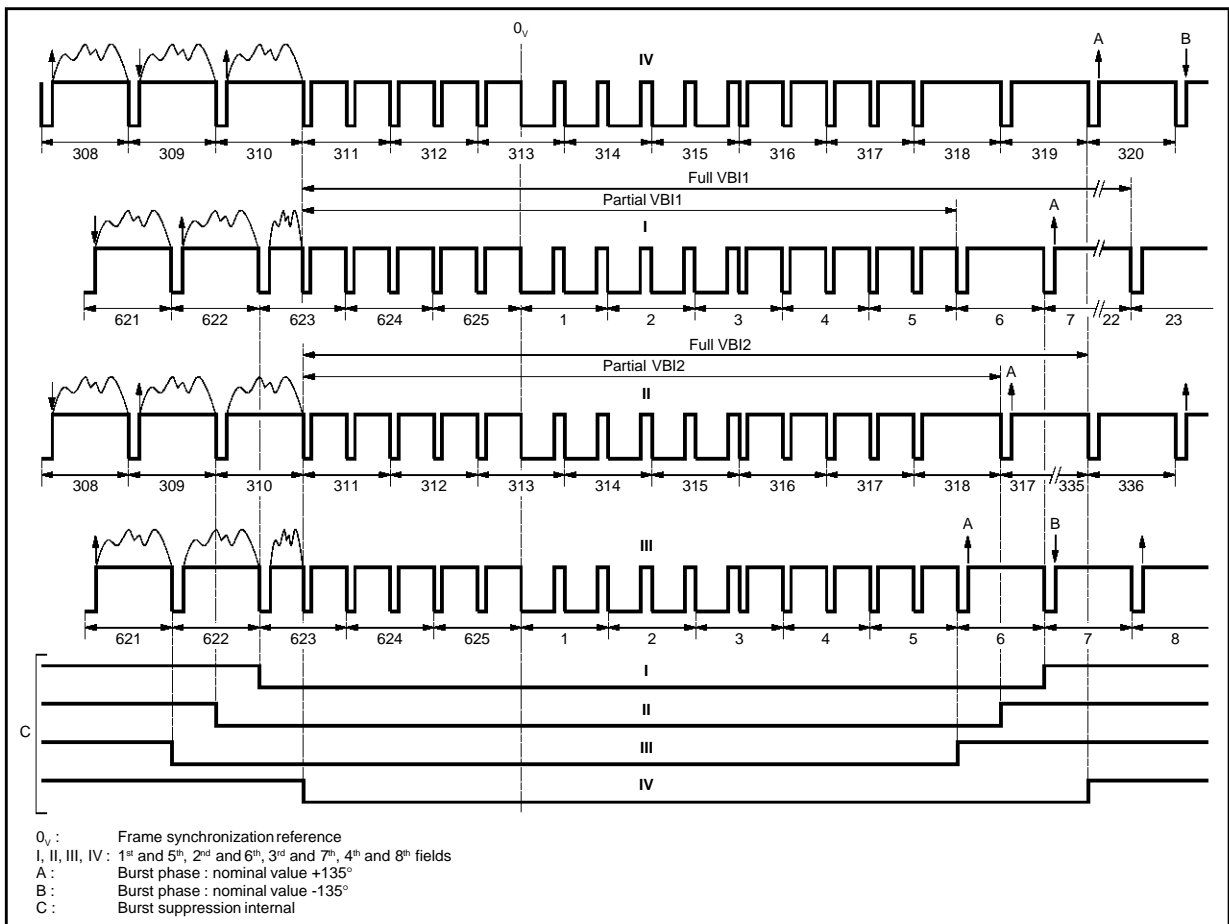 0V
IV
A
B
308 309 310 311 312 313 314 315 316 317 318 319 320
Full VBI1
Partial VBI1
I
A
621 622 623 624 625 1 2 3 4 5 6 7 22 23
Full VBI2
Partial VBI2
II
A
308 309 310 311 312 313 314 315 316 317 318 317 335 336
III
A
B
621 622 623 624 625 1 2 3 4 5 6 7 8
C
I
II
III
IV
0V : Frame synchronization reference
I, II, III, IV : 1st and 5th, 2nd and 6th, 3rd and 7th, 4th and 8th fields
A : Burst phase : nominal value +135°
B : Burst phase : nominal value -135°
C : Burst suppression internal